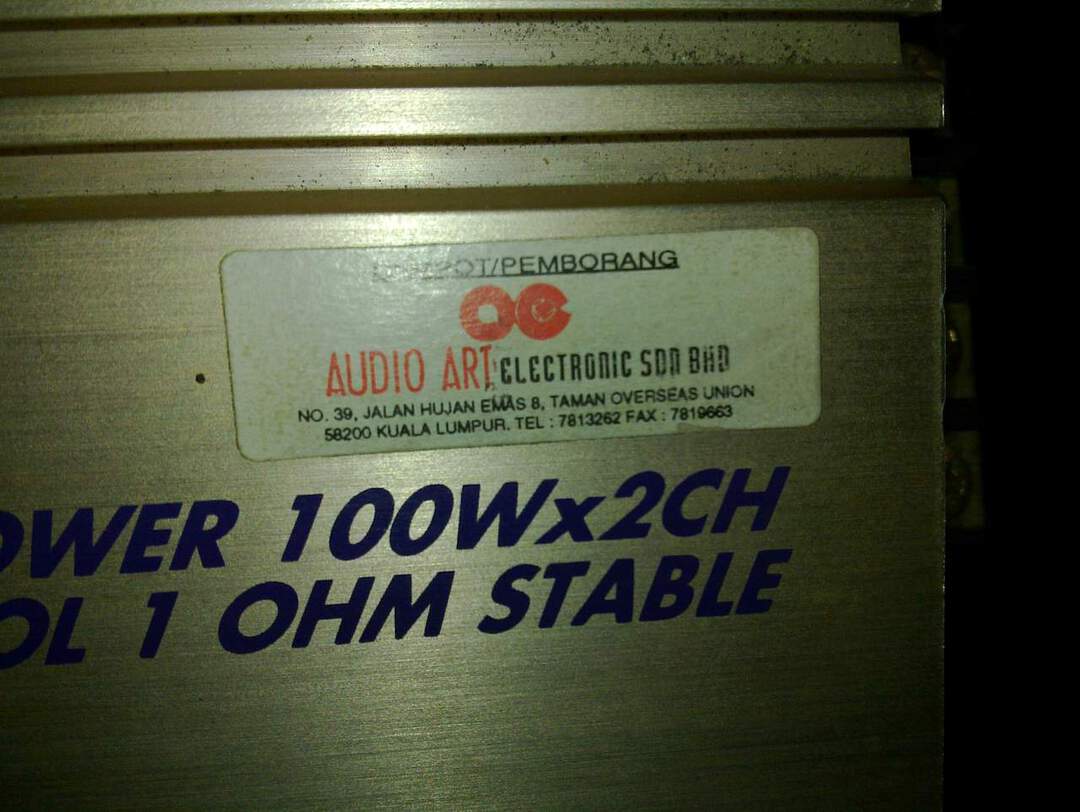 /PEMBORANG
AUDIO ART ELECTRONIC SDN BHD
NO. 39, JALAN HUJAN EMAS 8, TAMAN OVERSEAS UNION
58200 KUALA LUMPUR. TEL : 7813262 FAX : 7819663
OWER 100Wx2CH
OL 1 OHM STABLE